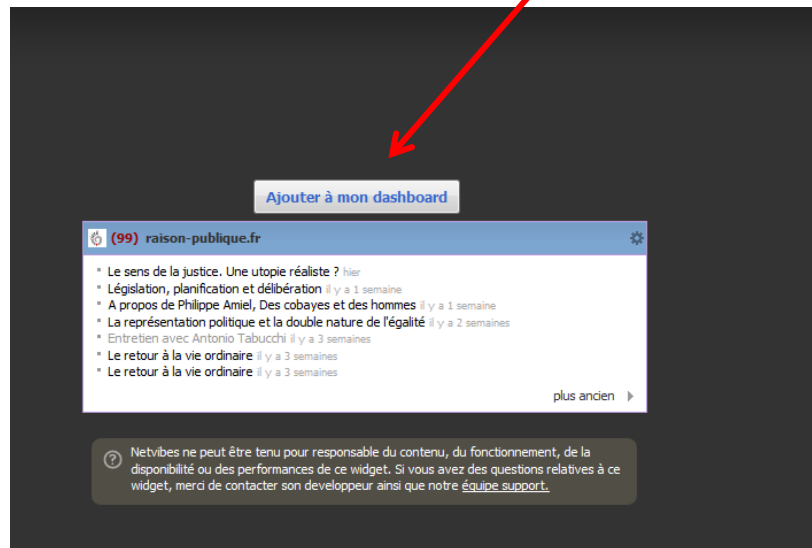 Ajouter à mon dashboard
(99) raison-publique.fr
Le sens de la justice. Une utopie réaliste ? hier
Législation, planification et délibération il y a 1 semaine
A propos de Philippe Amiel, Des cobayes et des hommes il y a 1 semaine
La représentation politique et la double nature de l'égalité il y a 2 semaines
Entretien avec Antonio Tabucchi il y a 3 semaines
Le retour à la vie ordinaire il y a 3 semaines
Le retour à la vie ordinaire il y a 3 semaines
plus ancien
Netvibes ne peut être tenu pour responsable du contenu, du fonctionnement, de la
disponibilité ou des performances de ce widget. Si vous avez des questions relatives à ce
widget, merci de contacter son developpeur ainsi que notre équipe support.